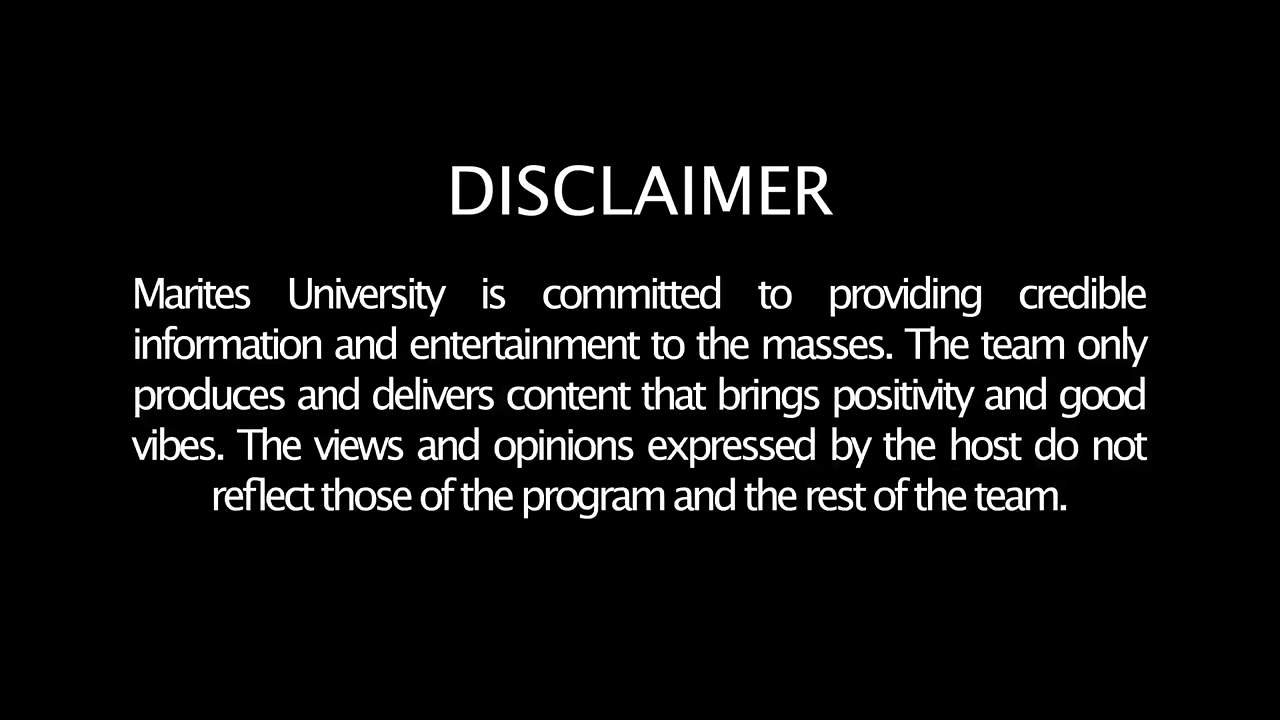 DISCLAIMER
Marites University is committed to providing credible
information and entertainment to the masses. The team only
produces and delivers content that brings positivity and good
vibes. The views and opinions expressed by the host do not
reflect those of the program and the rest of the team.